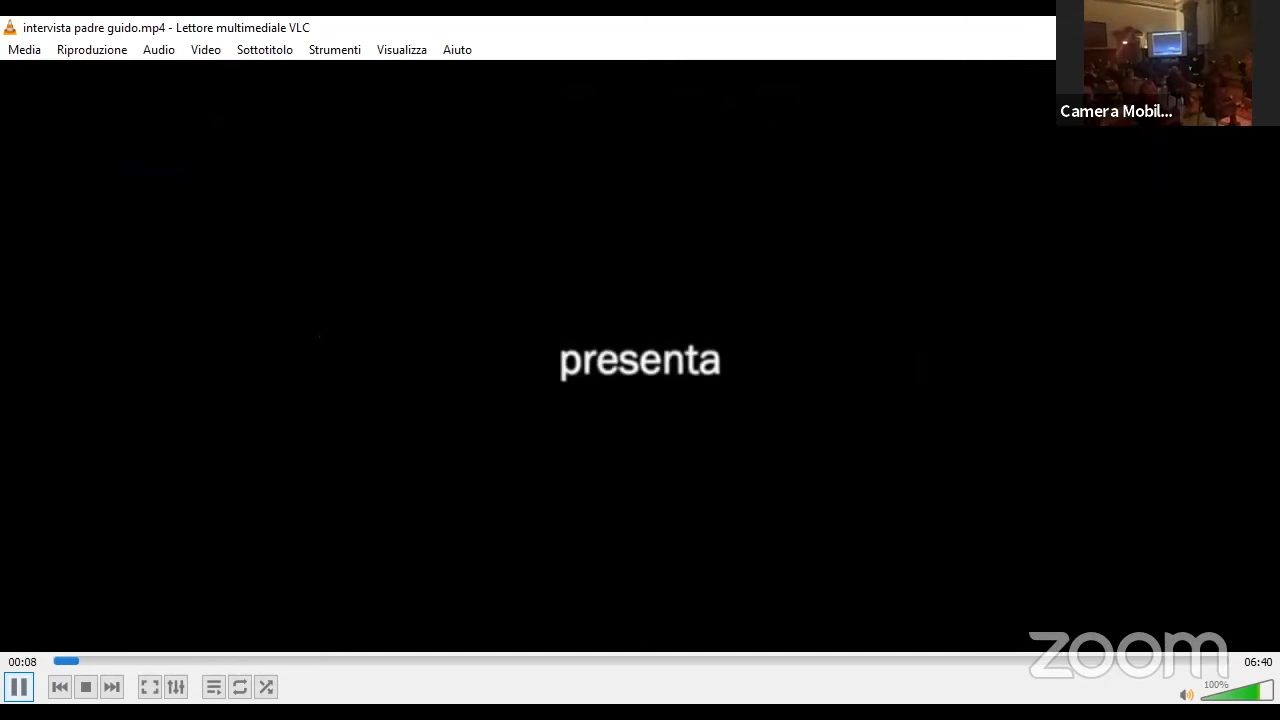 intervista padre guido.mp4 - Lettore multimediale VLC
Media Riproduzione Audio Video Sottotitolo Strumenti Visualizza Aiuto
Camera Mobil...
presenta
zoom
00:08 06:40
100%